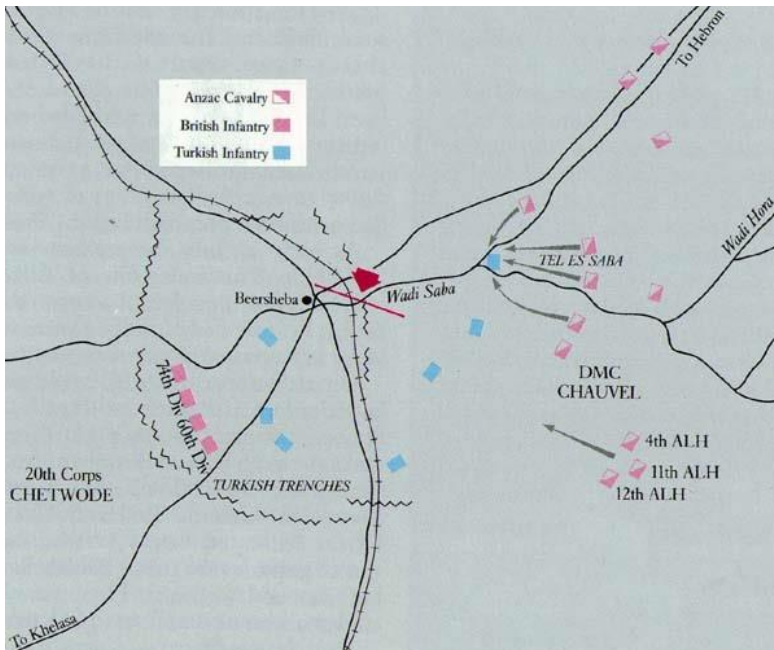 Anzac Cavalry
British Infantry
Turkish Infantry
To Hebron
Wadi Hora
TEL ES SABA
Wadi Saba
Beersheba
DMC
CHAUVEL
74th Div 60th Div
4th ALH
11th ALH
12th ALH
20th Corps
CHETWODE
TURKISH TRENCHES
To Khelasa